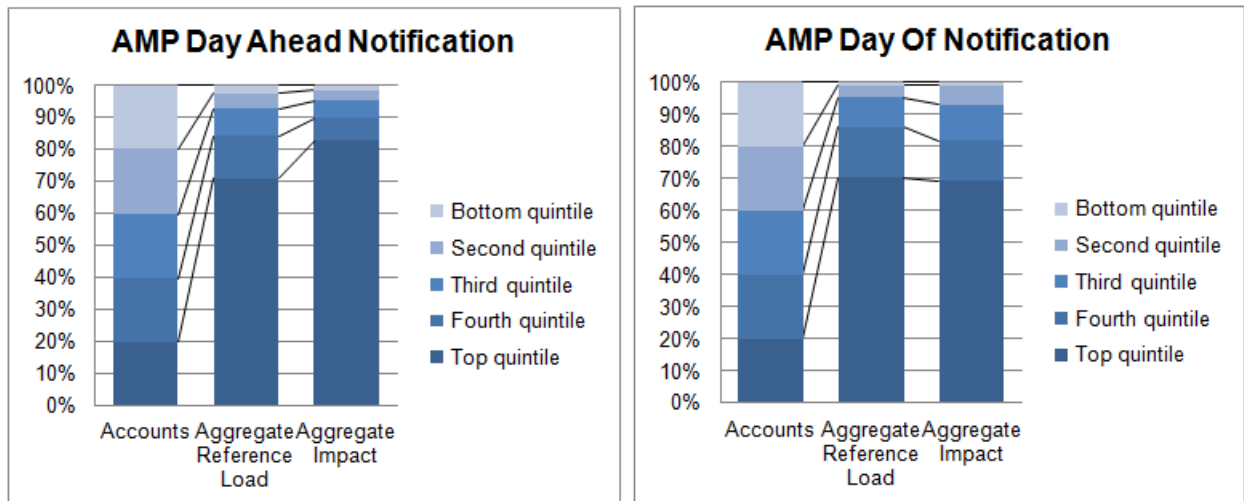 AMP Day Ahead Notification
100%
90%
80%
70%
60%
50%
40%
30%
20%
10%
0%
Accounts Aggregate Aggregate
Reference Impact
Load
Bottom quintile
Second quintile
Third quintile
Fourth quintile
Top quintile
AMP Day Of Notification
100%
90%
80%
70%
60%
50%
40%
30%
20%
10%
0%
Accounts Aggregate Aggregate
Reference Impact
Load
Bottom quintile
Second quintile
Third quintile
Fourth quintile
Top quintile